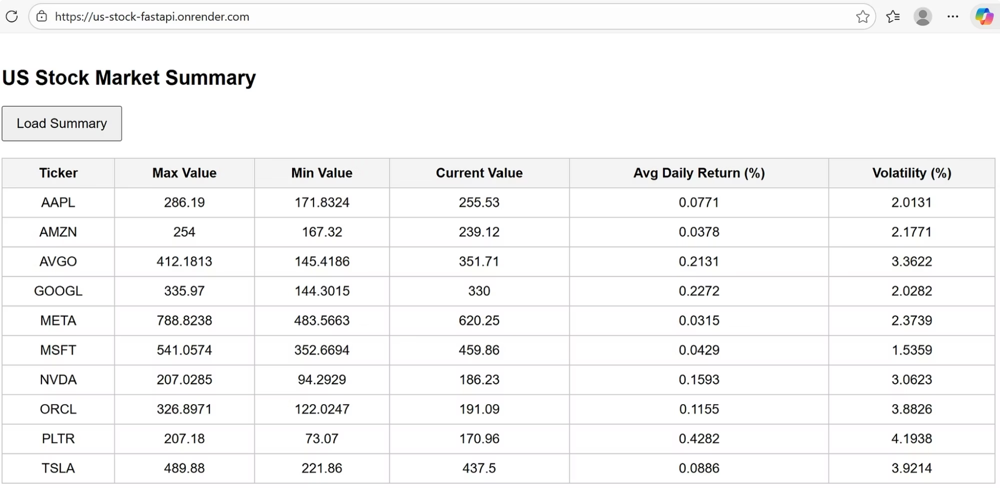 https://us-stock-fastapi.onrender.com
US Stock Market Summary
Load Summary
Ticker Max Value Min Value Current Value Avg Daily Return (%) Volatility (%)
AAPL 286.19 171.8324 255.53 0.0771 2.0131
AMZN 254 167.32 239.12 0.0378 2.1771
AVGO 412.1813 145.4186 351.71 0.2131 3.3622
GOOGL 335.97 144.3015 330 0.2272 2.0282
META 788.8238 483.5663 620.25 0.0315 2.3739
MSFT 541.0574 352.6694 459.86 0.0429 1.5359
NVDA 207.0285 94.2929 186.23 0.1593 3.0623
ORCL 326.8971 122.0247 191.09 0.1155 3.8826
PLTR 207.18 73.07 170.96 0.4282 4.1938
TSLA 489.88 221.86 437.5 0.0886 3.9214